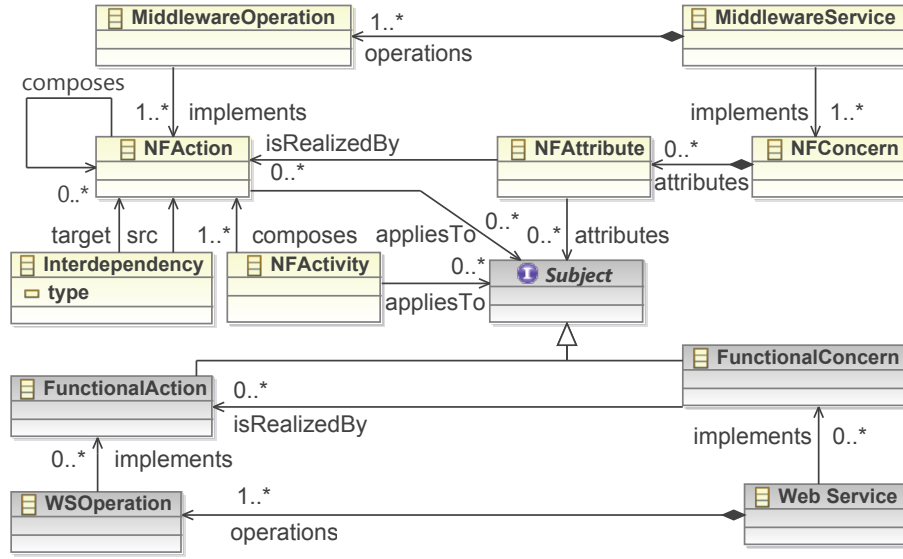 MiddlewareOperation
MiddlewareService
1..*
operations
composes
1..*
implements
implements
1..*
NFAction
isRealizedBy
NFAttribute
0..*
NFConcern
0..*
0..*
attributes
target
src
1..*
composes
appliesTo
0..*
0..*
attributes
Interdependency
NFActivity
0..*
I
Subject
type
appliesTo
FunctionalAction
FunctionalConcern
0..*
isRealizedBy
0..*
implements
implements
0..*
WSOperation
1..*
Web Service
operations